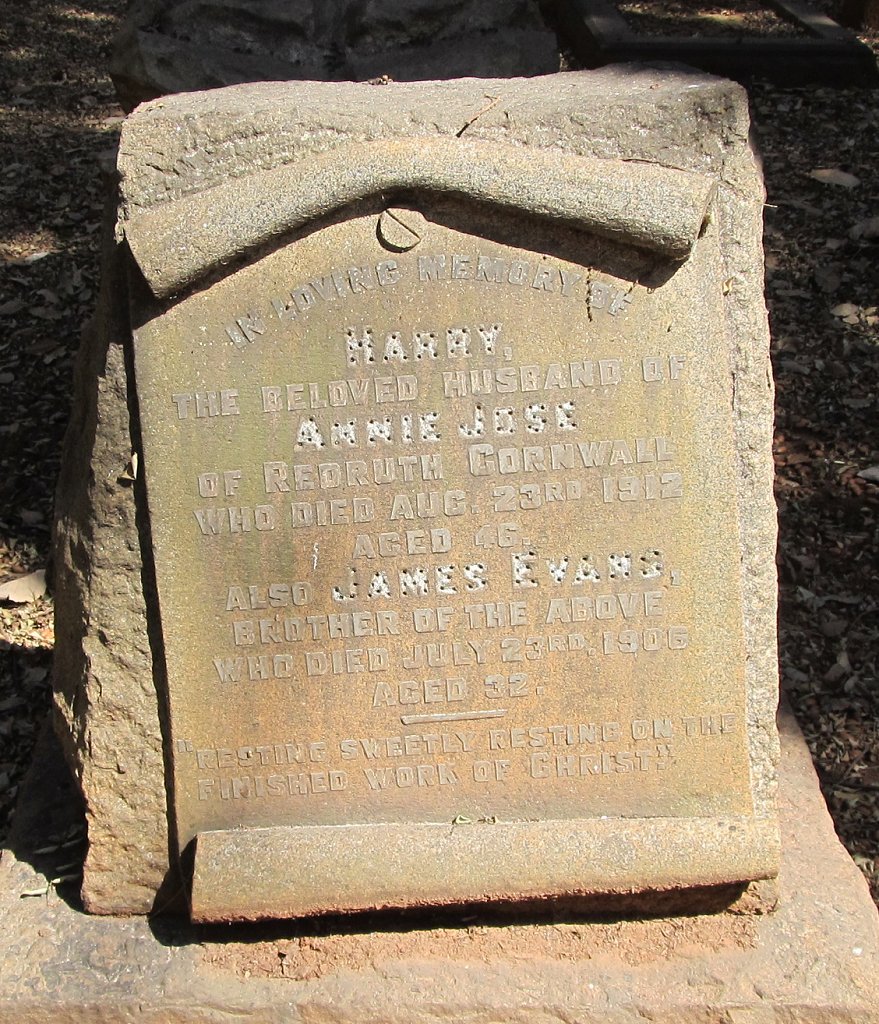 IN LOVING MEMORY OF
HARRY,
THE BELOVED HUSBAND OF
ANNIE JOSE
OF REDRUTH CORNWALL
WHO DIED AUG. 23RD 1912
AGED 46.
ALSO JAMES EVANS,
BROTHER OF THE ABOVE
WHO DIED JULY 23RD, 1906
AGED 32.
"RESTING SWEETLY RESTING ON THE
FINISHED WORK OF CHRIST."